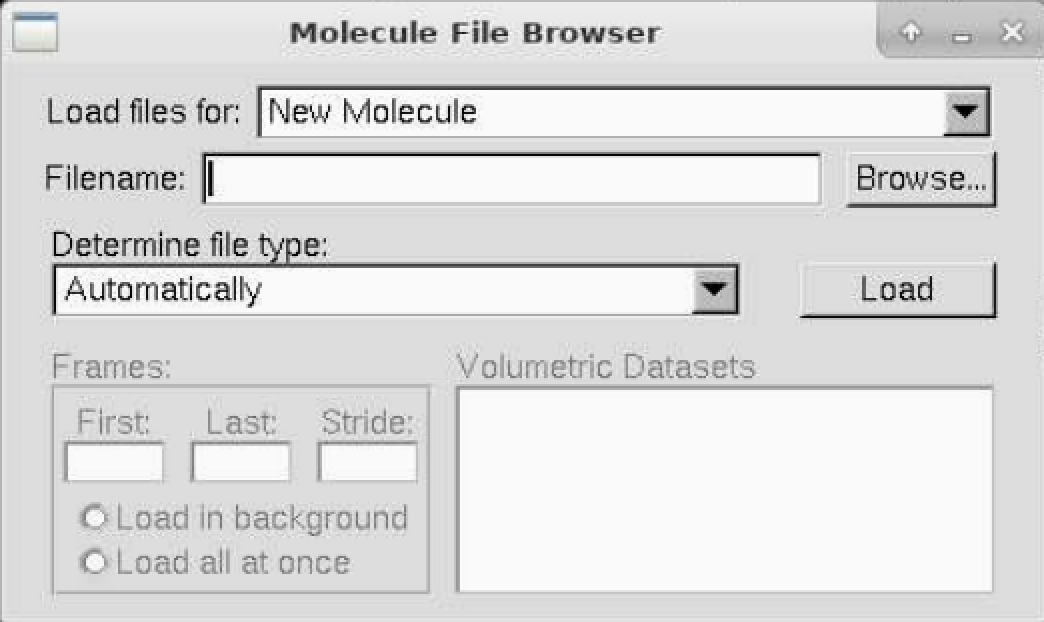 Molecule File Browser
Load files for: New Molecule
Filename: Browse...
Determine file type:
Automatically Load
Frames: Volumetric Datasets
First: Last: Stride:
Load in background
Load all at once